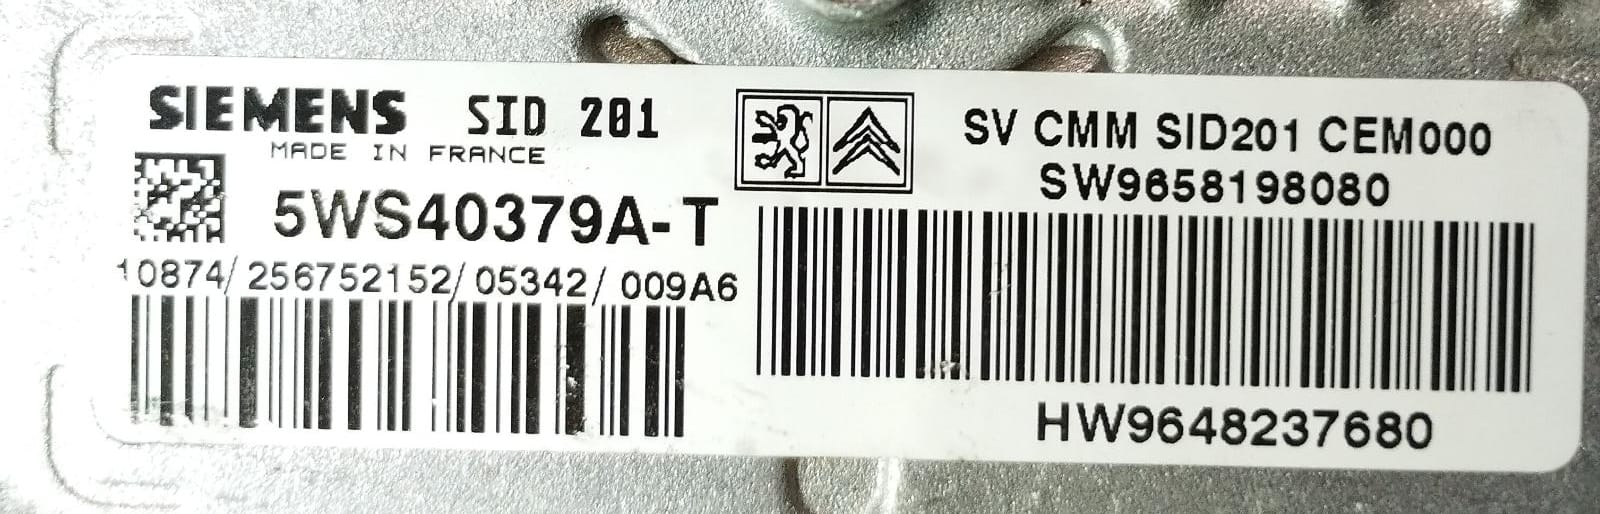 SIEMENS SID 201
MADE IN FRANCE
5WS40379A-T
10874/256752152/05342/009A6
SV CMM SID201 CEM000
SW9658198080
HW9648237680